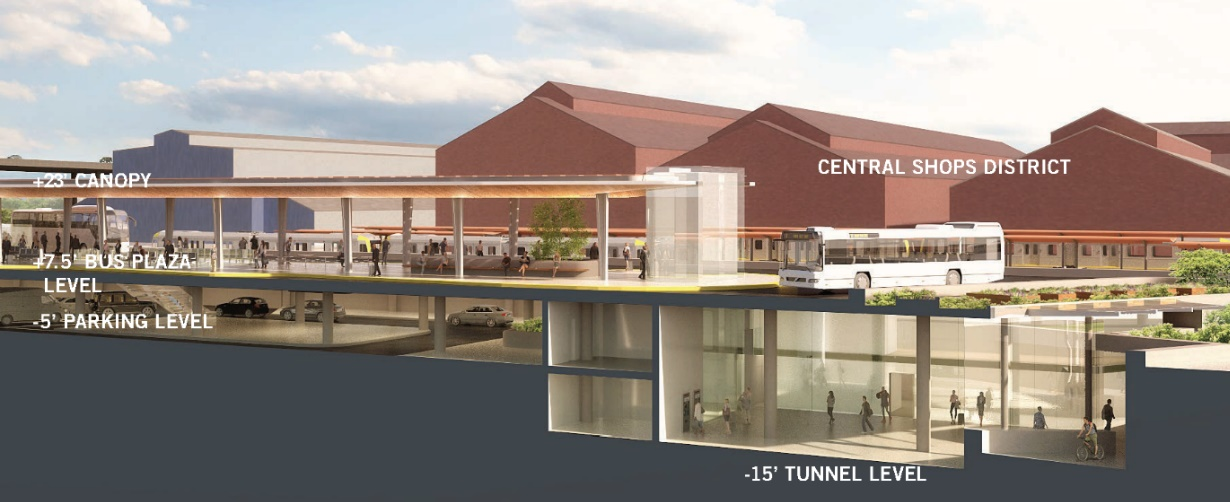 +23' CANOPY
CENTRAL SHOPS DISTRICT
+7.5' BUS PLAZA
LEVEL
-5' PARKING LEVEL
-15' TUNNEL LEVEL